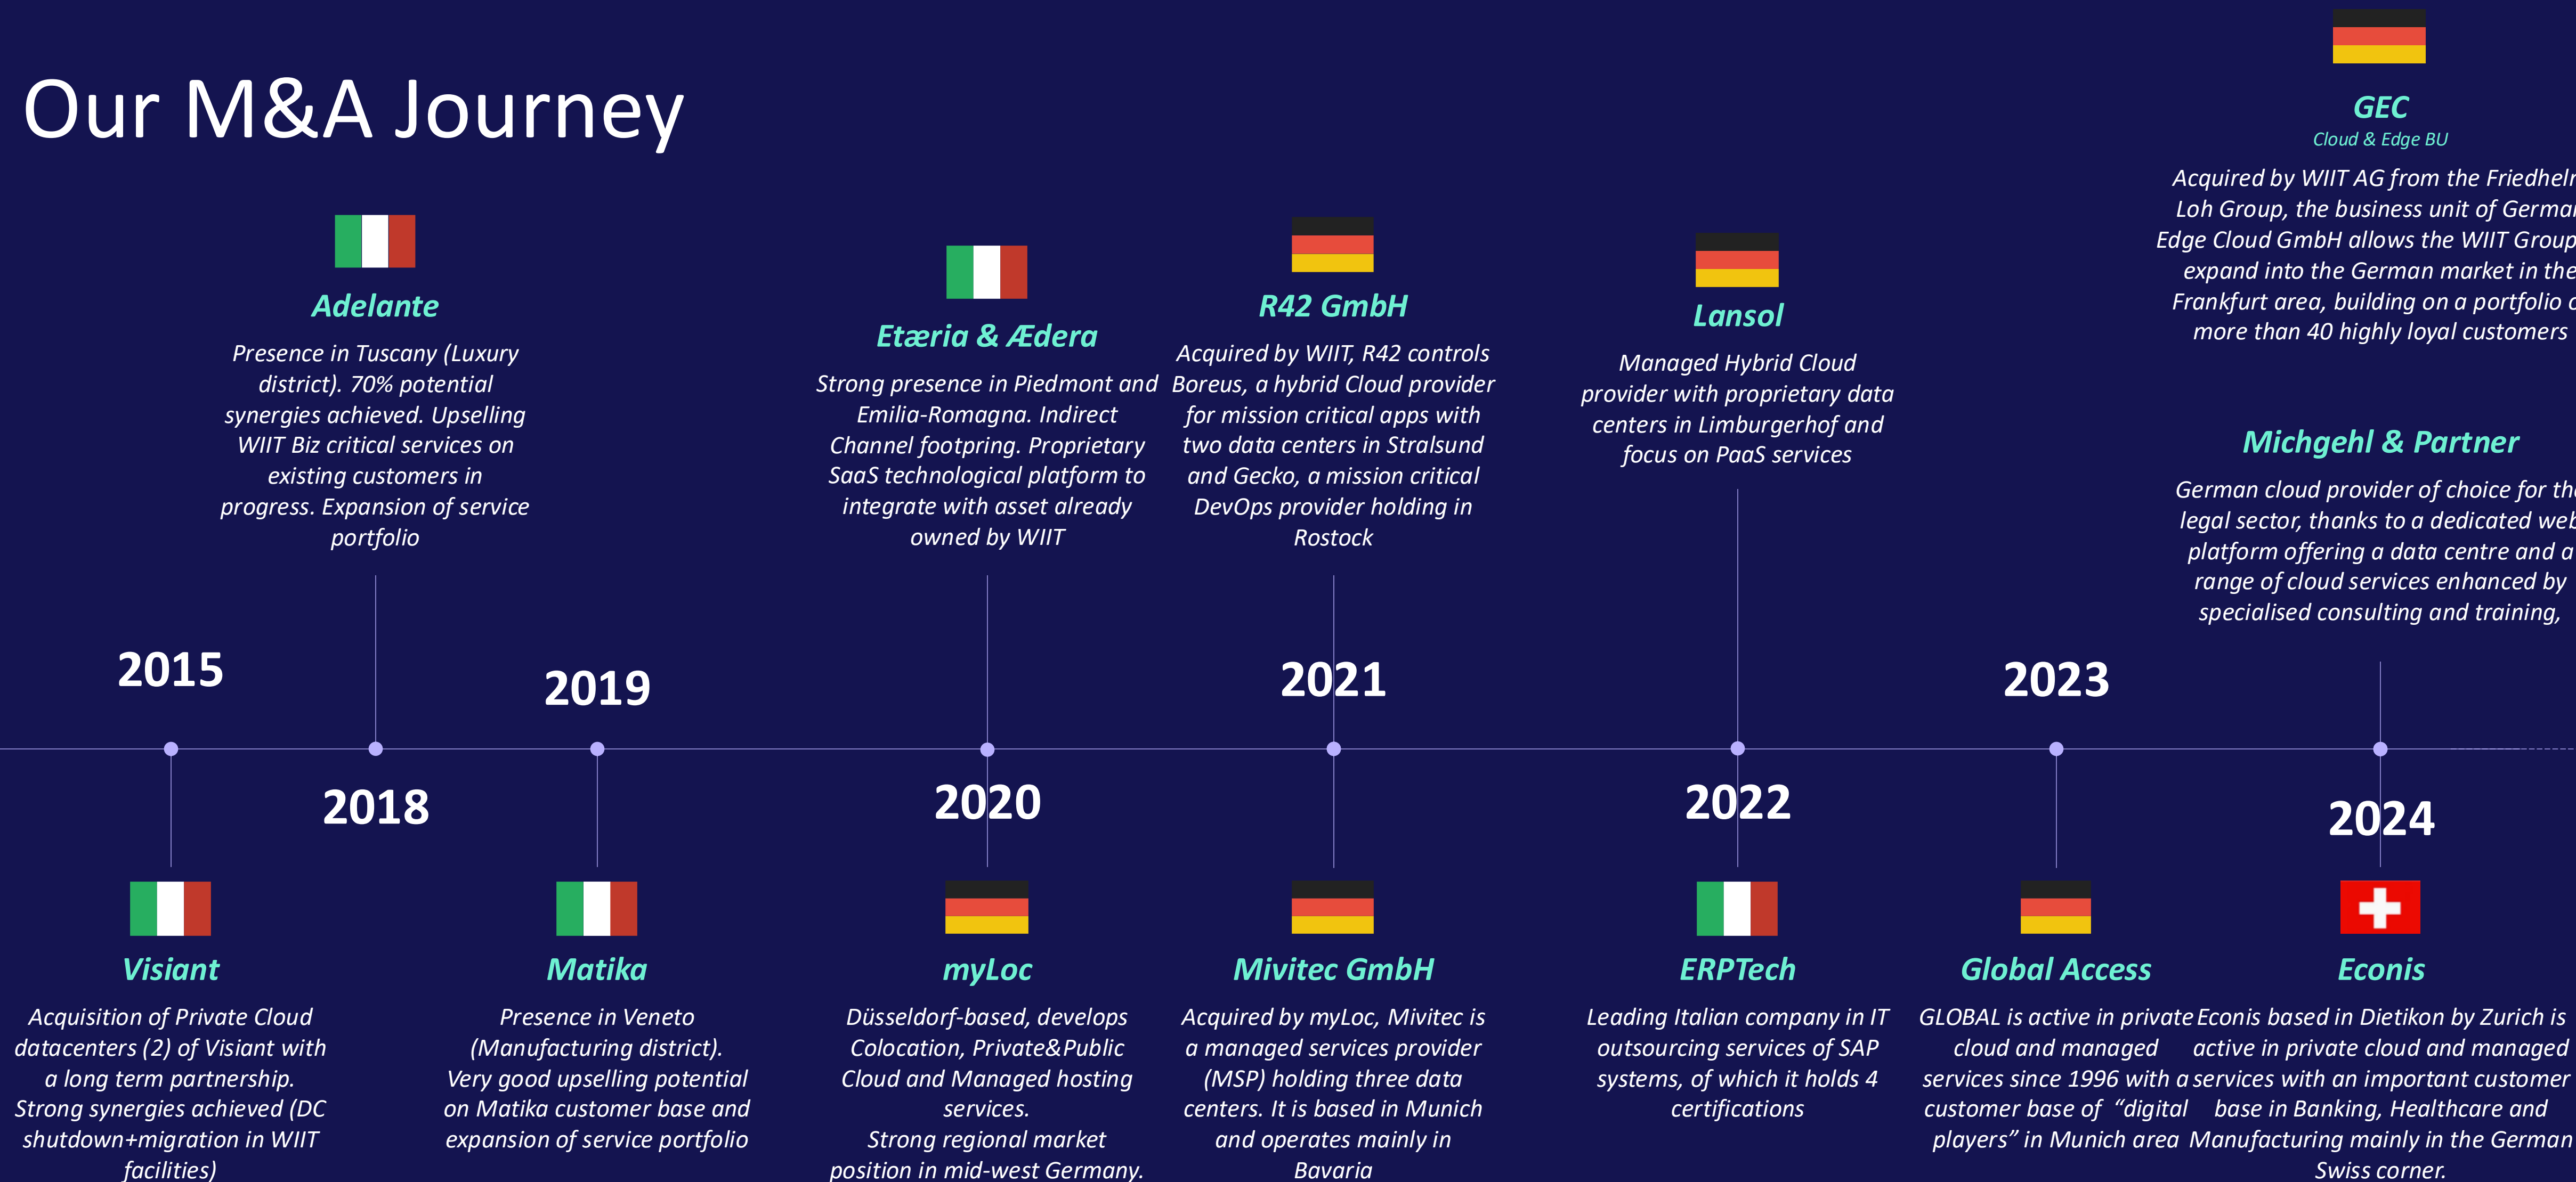 Our M&A Journey
Adelante
Presence in Tuscany (Luxury
district). 70% potential
synergies achieved. Upselling
WIIT Biz critical services on
existing customers in
progress. Expansion of service
portfolio
Etæria & Ædera
Strong presence in Piedmont and
Emilia-Romagna. Indirect
Channel footpring. Proprietary
SaaS technological platform to
integrate with asset already
owned by WIIT
R42 GmbH
Acquired by WIIT, R42 controls
Boreus, a hybrid Cloud provider
for mission critical apps with
two data centers in Stralsund
and Gecko, a mission critical
DevOps provider holding in
Rostock
Lansol
Managed Hybrid Cloud
provider with proprietary data
centers in Limburgerhof and
focus on PaaS services
GEC
Cloud & Edge BU
Acquired by WIIT AG from the
Loh Group, the business unit of
Edge Cloud GmbH allows the WIIT Group
expand into the German market in the
Frankfurt area, building on a portfolio
more than 40 highly loyal customers
Michgehl & Partner
German cloud provider of choice for
legal sector, thanks to a dedicated web
platform offering a data centre and a
range of cloud services enhanced by
specialised consulting and training,
2015
2018
2019
2020
2021
2022
2023
2024
Visiant
Acquisition of Private Cloud
datacenters (2) of Visiant with
a long term partnership.
Strong synergies achieved (DC
shutdown+migration in WIIT
facilities)
Matika
Presence in Veneto
(Manufacturing district).
Very good upselling potential
on Matika customer base and
expansion of service portfolio
myLoc
Düsseldorf-based, develops
Colocation, Private&Public
Cloud and Managed hosting
services.
Strong regional market
position in mid-west Germany.
Mivitec GmbH
Acquired by myLoc, Mivitec is
a managed services provider
(MSP) holding three data
centers. It is based in Munich
and operates mainly in
Bavaria
ERPTech
Leading Italian company in IT
outsourcing services of SAP
systems, of which it holds 4
certifications
Global Access
GLOBAL is active in private
cloud and managed
services since 1996 with a
customer base of “digital
players” in Munich area
Econis
Econis based in Dietikon by Zurich is
active in private cloud and managed
services with an important customer
base in Banking, Healthcare and
Manufacturing mainly in the German
Swiss corner.